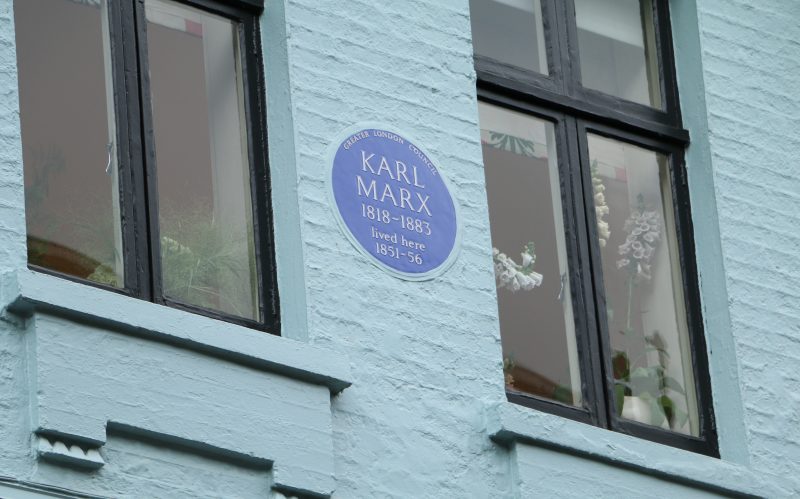 GREATER LONDON COUNCIL
KARL
MARX
1818-1883
lived here
1851-56